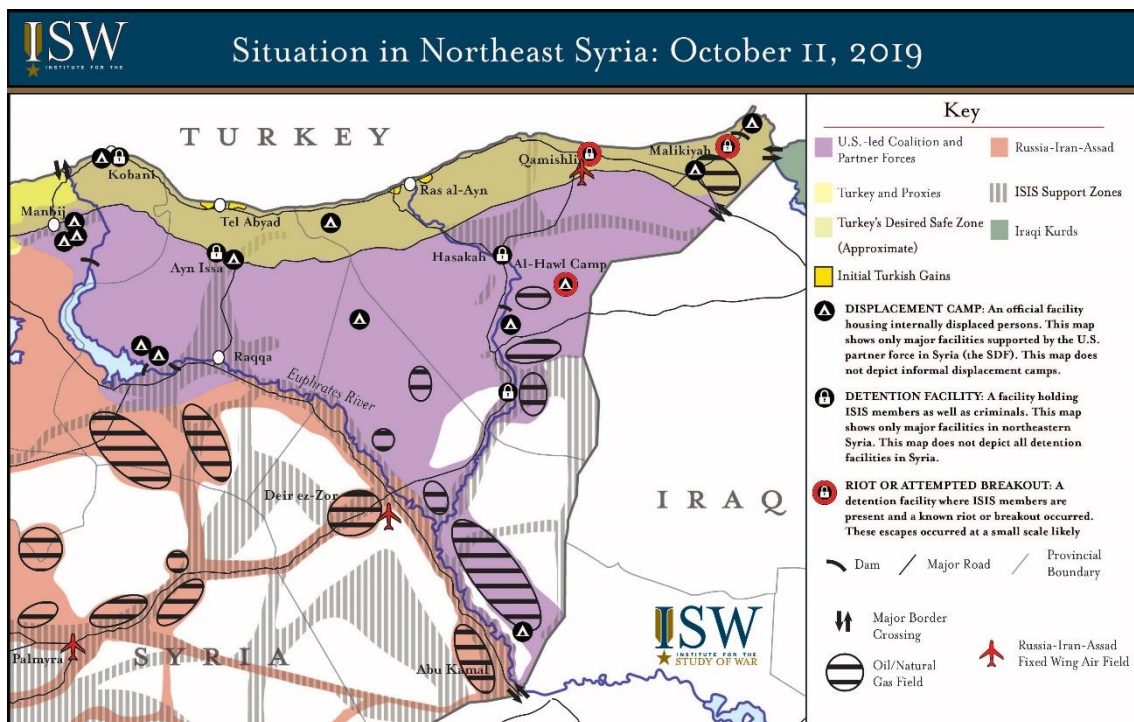 ISW
INSTITUTE FOR THE
Situation in Northeast Syria: October 11, 2019
TURKEY
Kobani
Manbij
Tel Abyad
Ras al-Ayn
Qamishli
Malikiyah
Ayn Issa
Hasakah
Al-Hawl Camp
Raqqa
Euphrates River
Deir ez-Zor
IRAQ
Palmyra
SYRIA
Abu Kamal
ISW
INSTITUTE FOR THE
STUDY OF WAR
Key
U.S.-led Coalition and
Partner Forces
Russia-Iran-Assad
Turkey and Proxies
ISIS Support Zones
Turkey's Desired Safe Zone
(Approximate)
Iraqi Kurds
Initial Turkish Gains
DISPLACEMENT CAMP: An official facility
housing internally displaced persons. This map
shows only major facilities supported by the U.S.
partner force in Syria (the SDF). This map does
not depict informal displacement camps.
DETENTION FACILITY: A facility holding
ISIS members as well as criminals. This map
shows only major facilities in northeastern
Syria. This map does not depict all detention
facilities in Syria.
RIOT OR ATTEMPTED BREAKOUT: A
detention facility where ISIS members are
present and a known riot or breakout occurred.
These escapes occurred at a small scale likely
Dam
Major Road
Provincial
Boundary
Major Border
Crossing
Oil/Natural
Gas Field
Russia-Iran-Assad
Fixed Wing Air Field